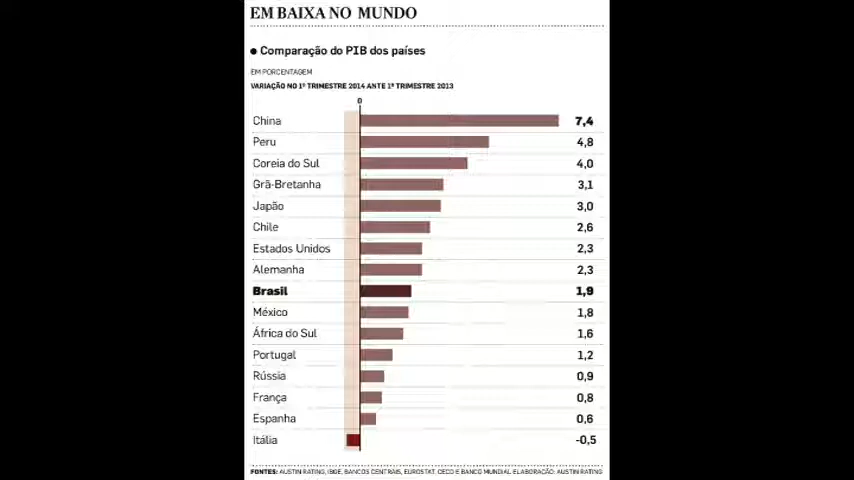 EM BAIXA NO MUNDO
● Comparação do PIB dos países
EM PORCENTAGEM
VARIAÇÃO NO 1º TRIMESTRE 2014 ANTE 1º TRIMESTRE 2013
0
China 7,4
Peru 4,8
Coreia do Sul 4,0
Grã-Bretanha 3,1
Japão 3,0
Chile 2,6
Estados Unidos 2,3
Alemanha 2,3
Brasil 1,9
México 1,8
África do Sul 1,6
Portugal 1,2
Rússia 0,9
França 0,8
Espanha 0,6
Itália -0,5
FONTES: AUSTIN RATING, IBGE, BANCOS CENTRAIS, EUROSTAT, OECD E BANCO MUNDIAL ELABORAÇÃO: AUSTIN RATING